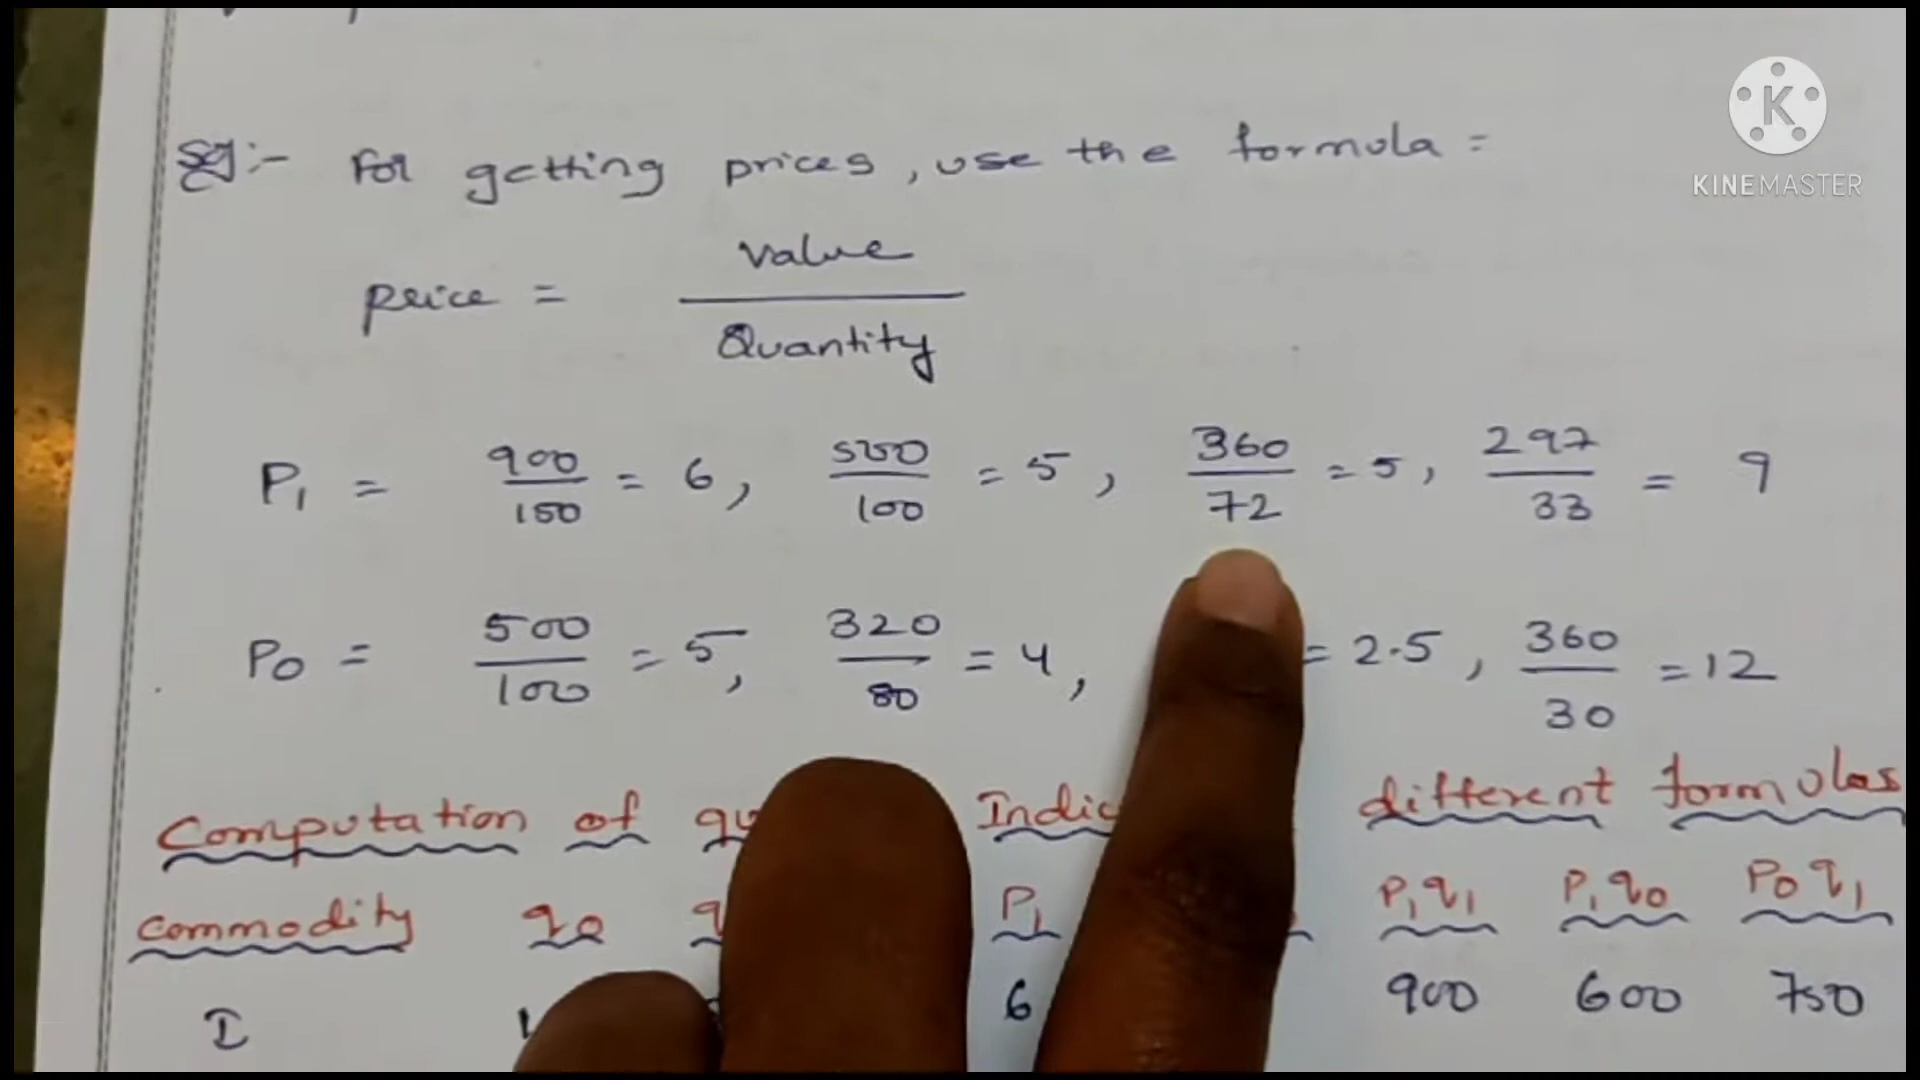 K
KINEMASTER
Sol:- For getting prices, use the formula =
price = value / Quantity
P1 = 900/150 = 6, 500/100 = 5, 360/72 = 5, 297/33 = 9
P0 = 500/100 = 5, 320/80 = 4, = 2.5, 360/30 = 12
Computation of different formulas
commodity q0 P1 P1q1 P1q0 P0q1
I 6 900 600 750